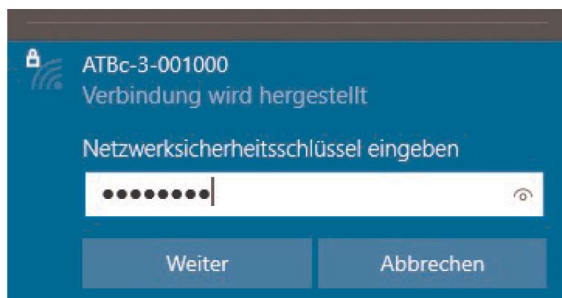 ATBc-3-001000
Verbindung wird hergestellt
Netzwerksicherheitsschlüssel eingeben
••••••••
Weiter Abbrechen